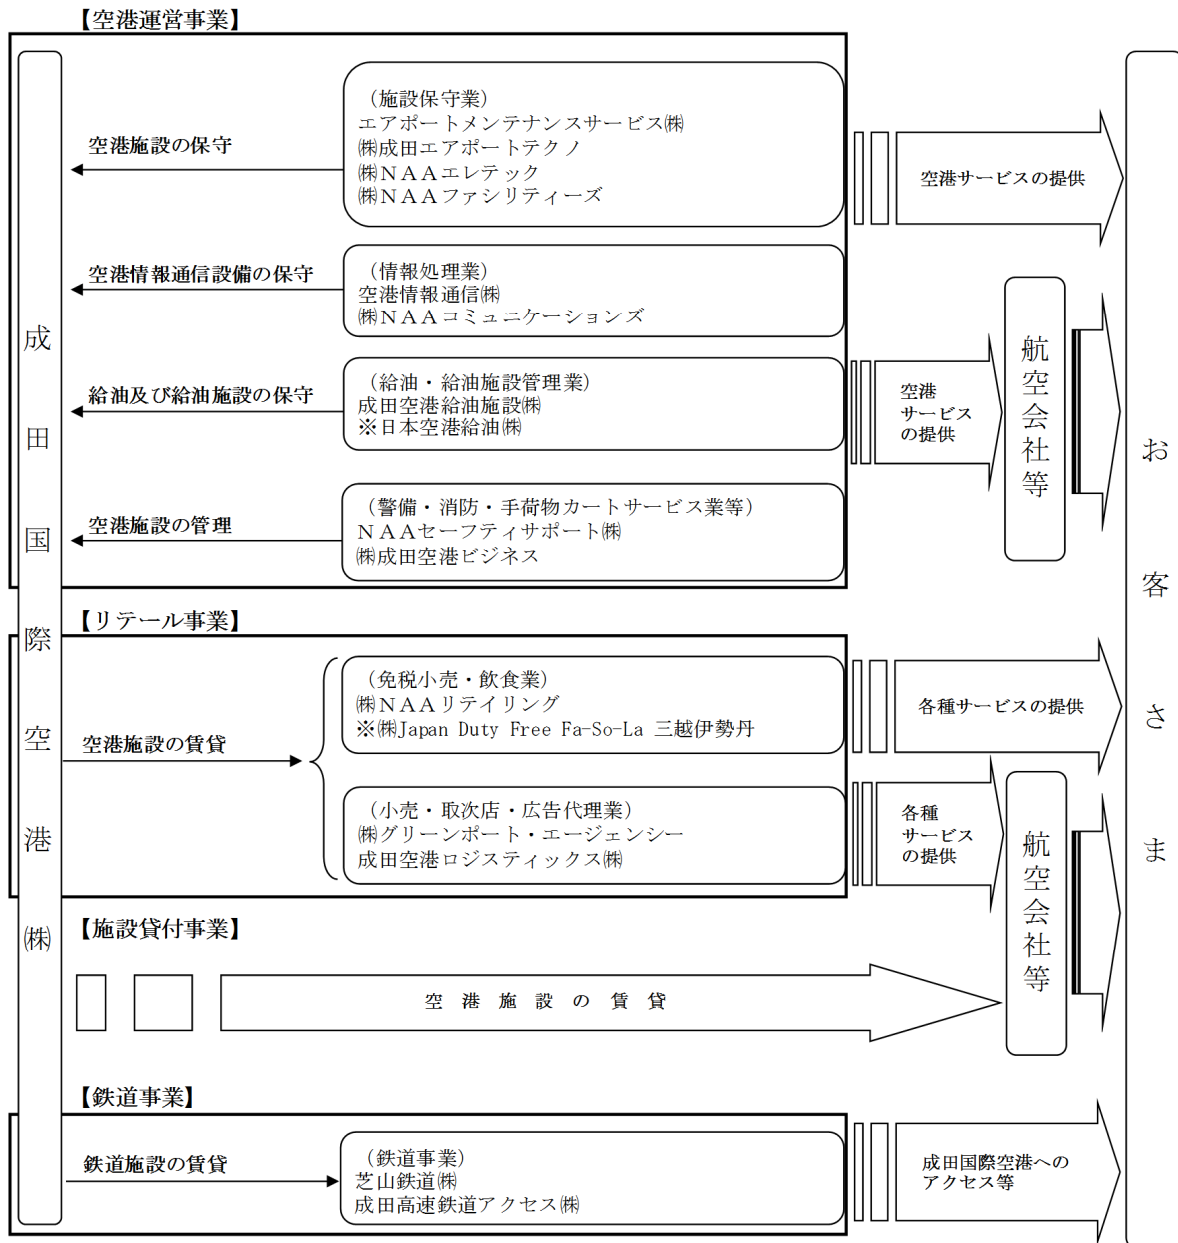 【空港運営事業】
成田国際空港㈱
空港施設の保守
（施設保守業）
エアポートメンテナンスサービス㈱
㈱成田エアポートテクノ
㈱ＮＡＡエレテック
㈱ＮＡＡファシリティーズ
空港サービスの提供
空港情報通信設備の保守
（情報処理業）
空港情報通信㈱
㈱ＮＡＡコミュニケーションズ
給油及び給油施設の保守
（給油・給油施設管理業）
成田空港給油施設㈱
※日本空港給油㈱
空港
サービス
の提供
航空会社等
空港施設の管理
（警備・消防・手荷物カートサービス業等）
ＮＡＡセーフティサポート㈱
㈱成田空港ビジネス
お客さま
【リテール事業】
空港施設の賃貸
（免税小売・飲食業）
㈱ＮＡＡリテイリング
※㈱Japan Duty Free Fa-So-La 三越伊勢丹
各種サービスの提供
（小売・取次店・広告代理業）
㈱グリーンポート・エージェンシー
成田空港ロジスティックス㈱
各種
サービス
の提供
航空会社等
【施設貸付事業】
空港施設の賃貸
【鉄道事業】
鉄道施設の賃貸
（鉄道事業）
芝山鉄道㈱
成田高速鉄道アクセス㈱
成田国際空港への
アクセス等